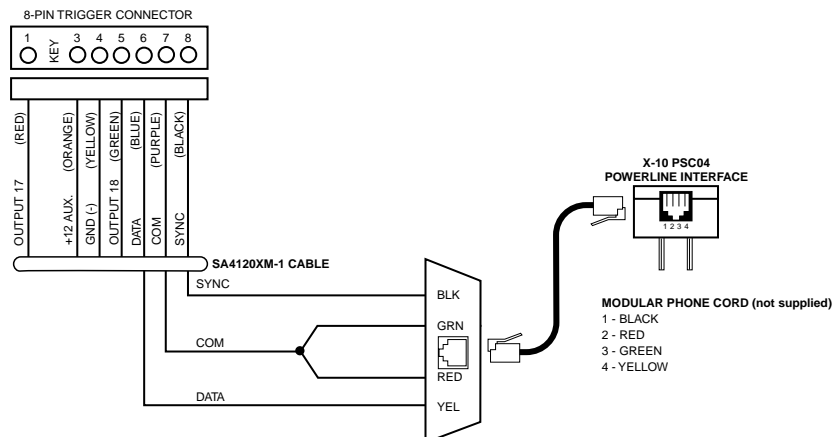 8-PIN TRIGGER CONNECTOR
1 KEY 3 4 5 6 7 8
OUTPUT 17 (RED)
+12 AUX. (ORANGE)
GND (-) (YELLOW)
OUTPUT 18 (GREEN)
DATA (BLUE)
COM (PURPLE)
SYNC (BLACK)
SA4120XM-1 CABLE
SYNC
COM
DATA
BLK
GRN
RED
YEL
X-10 PSC04
POWERLINE INTERFACE
1 2 3 4
MODULAR PHONE CORD (not supplied)
1 - BLACK
2 - RED
3 - GREEN
4 - YELLOW